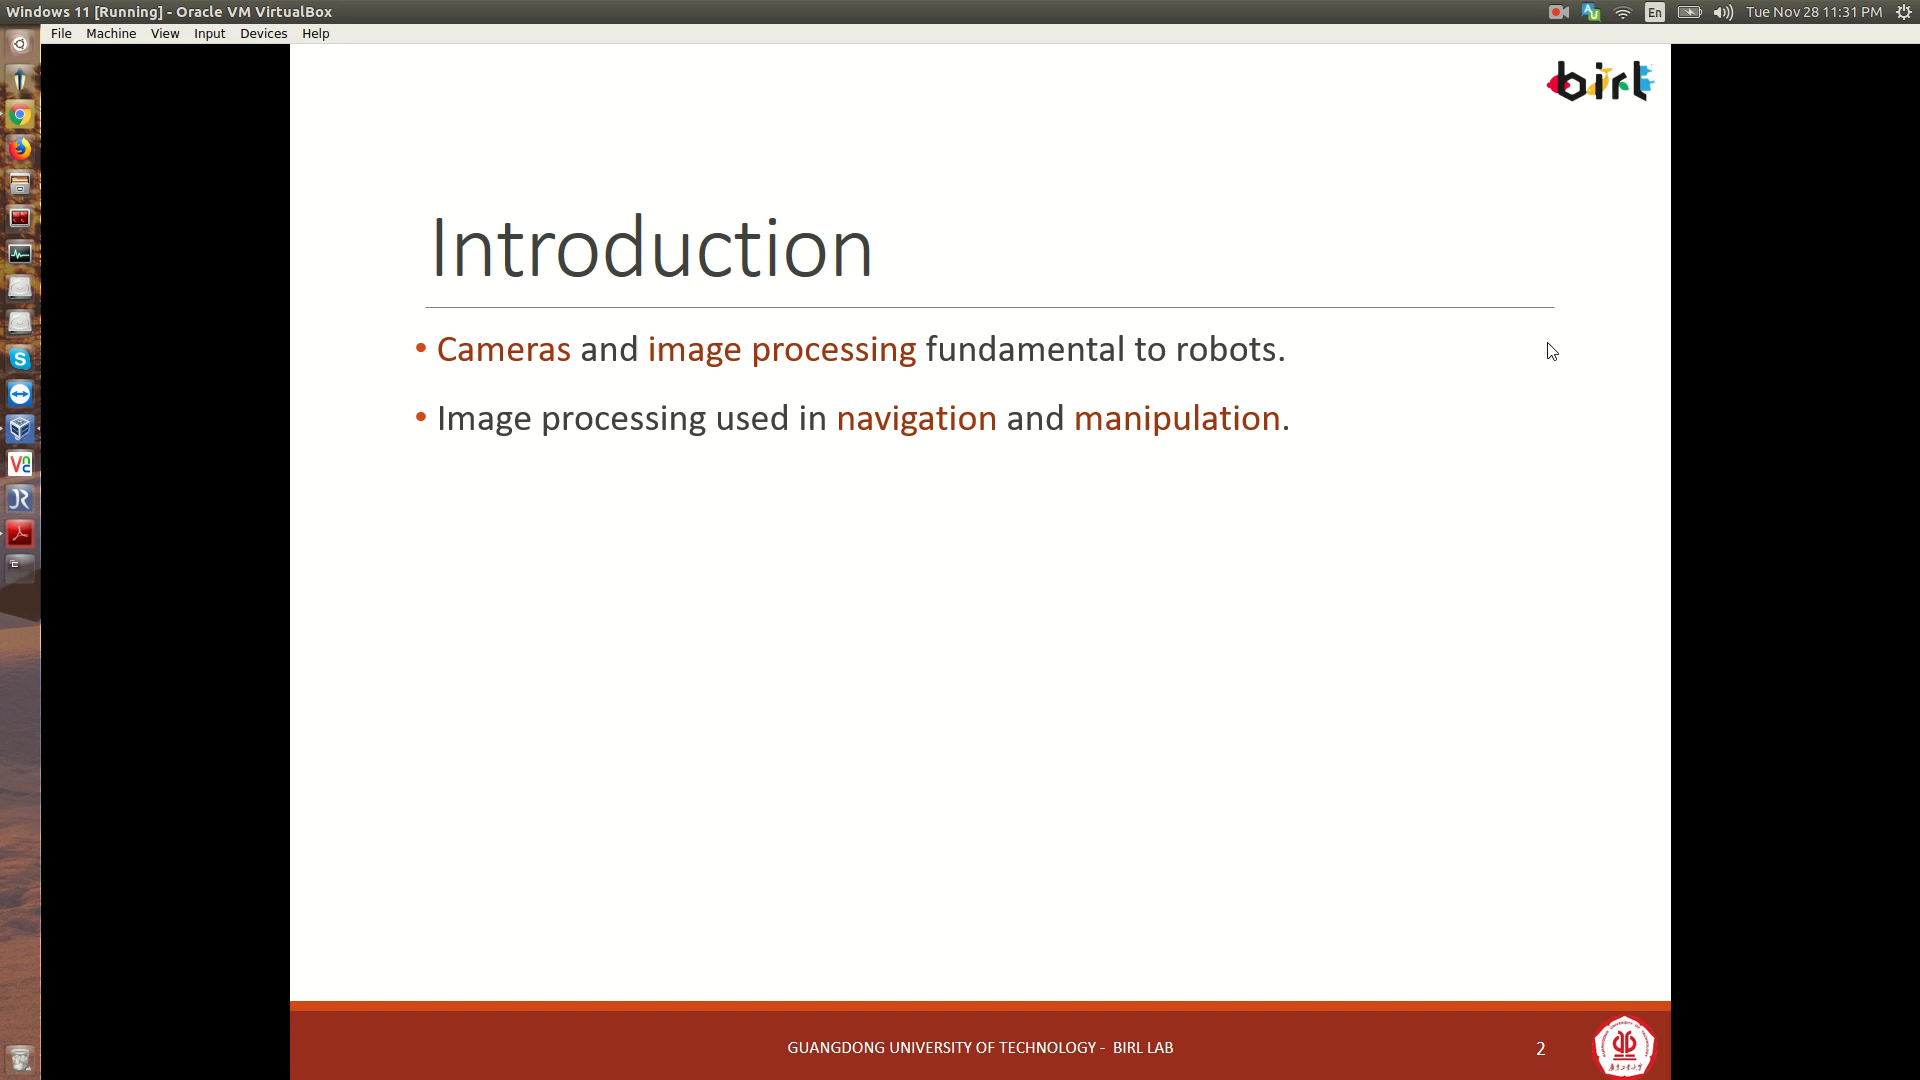 Windows 11 [Running] - Oracle VM VirtualBox
En
Tue Nov 28 11:31 PM
File Machine View Input Devices Help
birl
Introduction
• Cameras and image processing fundamental to robots.
• Image processing used in navigation and manipulation.
GUANGDONG UNIVERSITY OF TECHNOLOGY - BIRL LAB
2